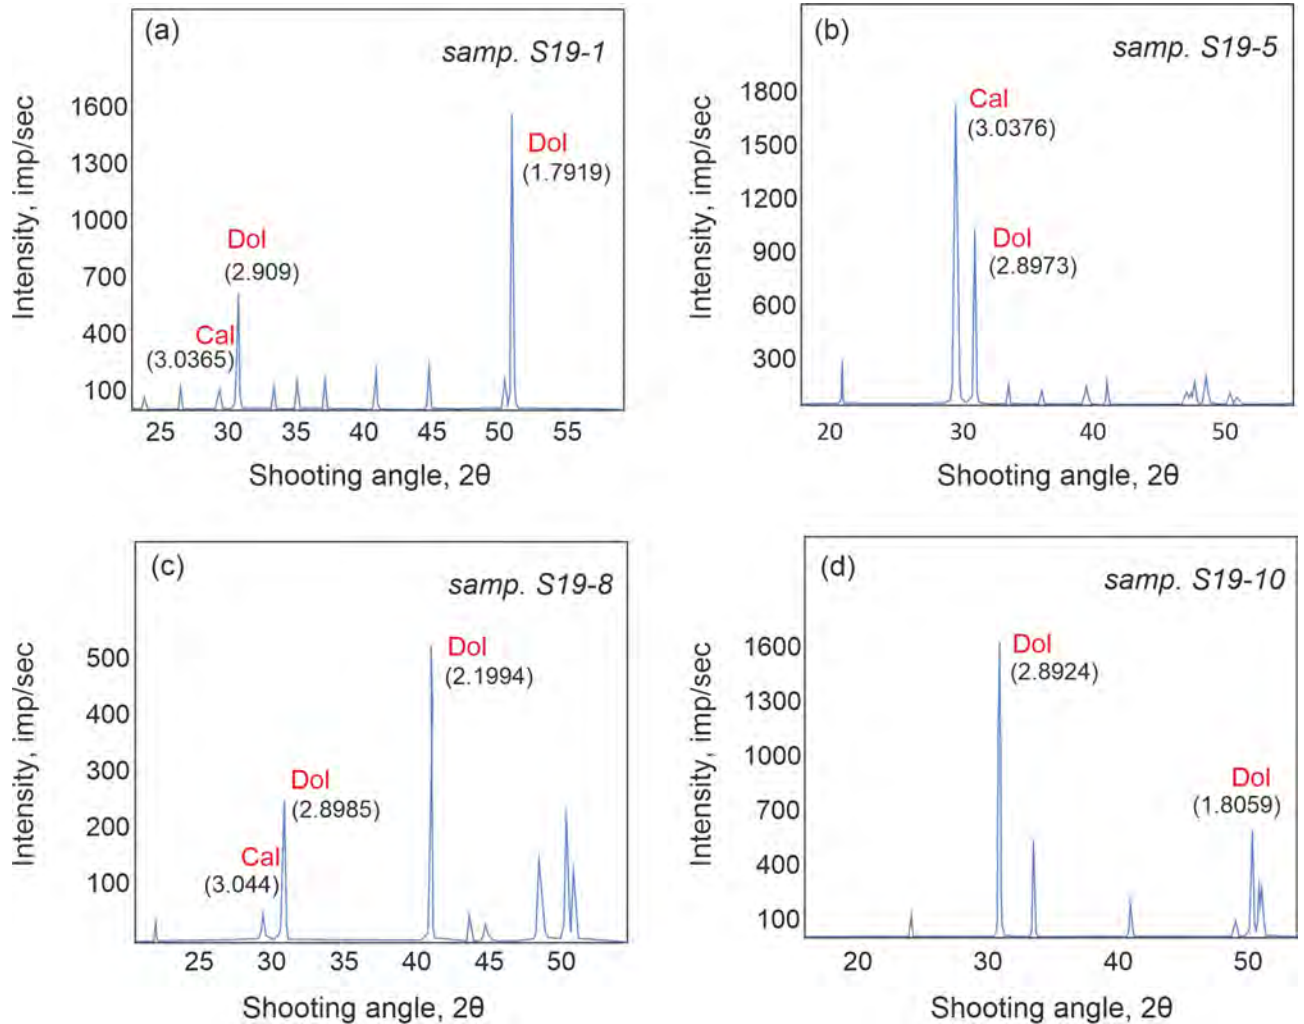 (a)
samp. S19-1
Intensity, imp/sec
1600
1300
1000
700
400
100
Dol
(1.7919)
Dol
(2.909)
Cal
(3.0365)
25 30 35 40 45 50 55
Shooting angle, 2θ
(b)
samp. S19-5
Intensity, imp/sec
1800
1500
1200
900
600
300
Cal
(3.0376)
Dol
(2.8973)
20 30 40 50
Shooting angle, 2θ
(c)
samp. S19-8
Intensity, imp/sec
500
400
300
200
100
Dol
(2.1994)
Dol
(2.8985)
Cal
(3.044)
25 30 35 40 45 50
Shooting angle, 2θ
(d)
samp. S19-10
Intensity, imp/sec
1600
1300
1000
700
400
100
Dol
(2.8924)
Dol
(1.8059)
20 30 40 50
Shooting angle, 2θ